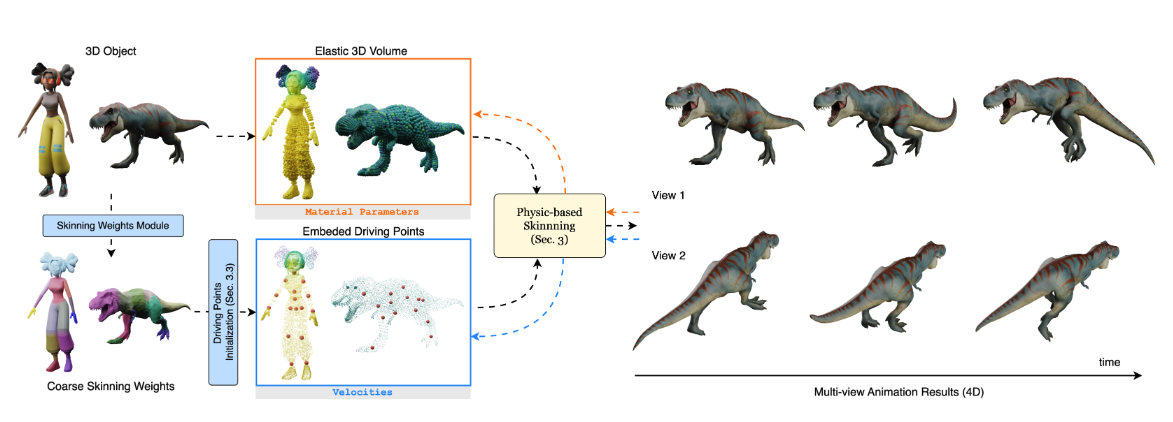 3D Object
Elastic 3D Volume
Material Parameters
Skinning Weights Module
Coarse Skinning Weights
Driving Points
Initialization (Sec. 3.3)
Embeded Driving Points
Velocities
Physic-based
Skinnning
(Sec. 3)
View 1
View 2
time
Multi-view Animation Results (4D)